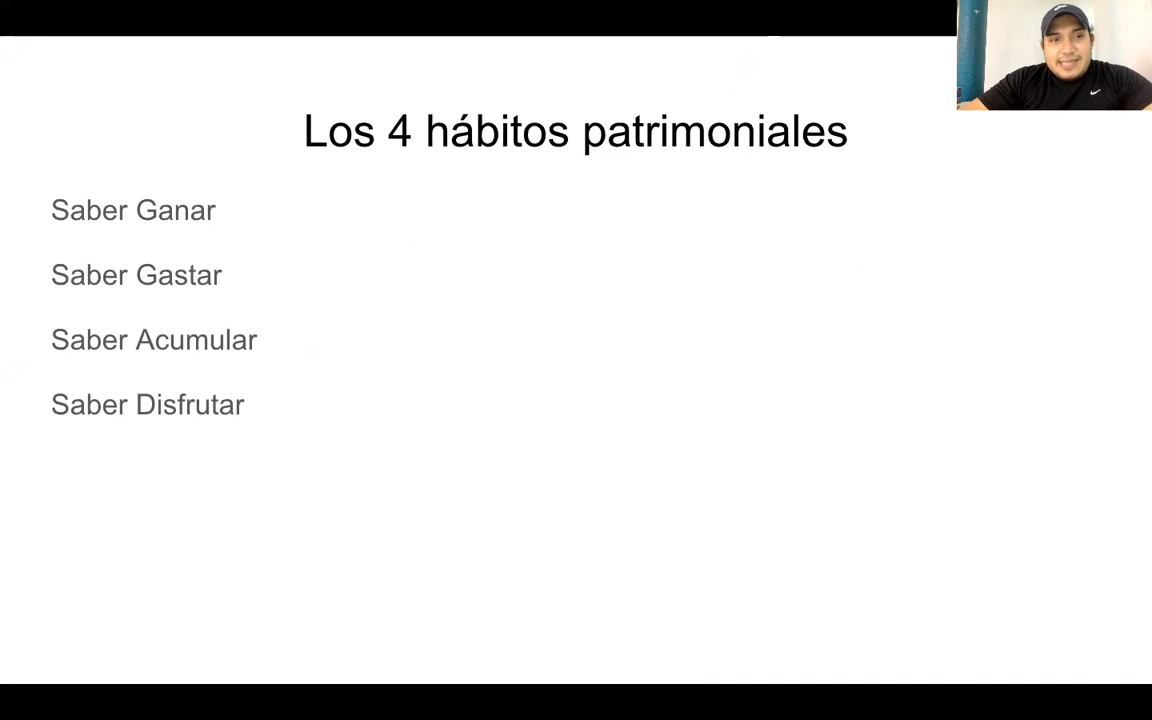 Los 4 hábitos patrimoniales
Saber Ganar
Saber Gastar
Saber Acumular
Saber Disfrutar